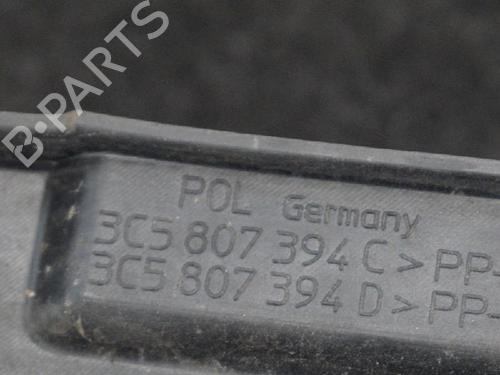 B-PARTS
POL Germany
3C5 807 394 C > PP-
3C5 807 394 D > PP-